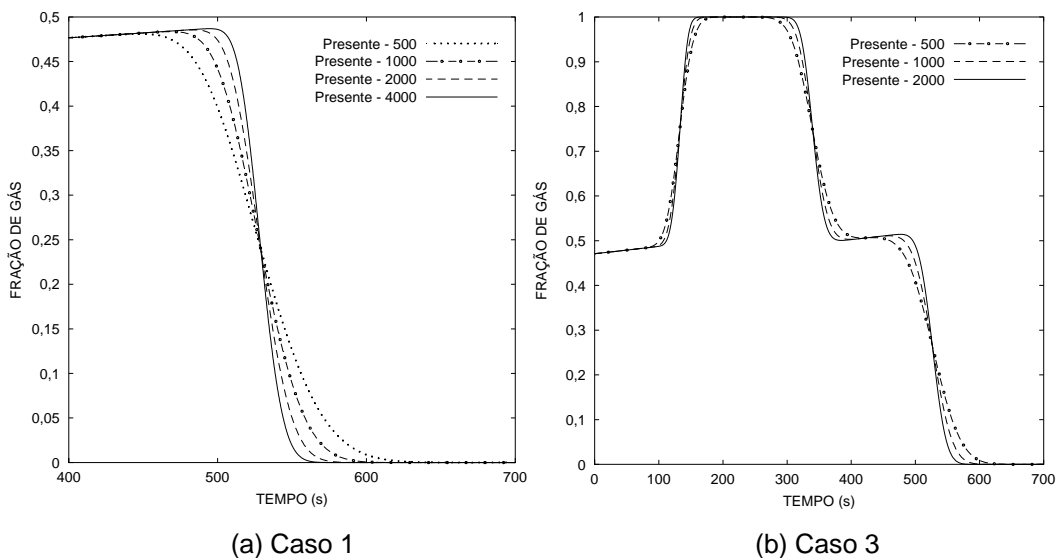 0,5
0,45
0,4
0,35
0,3
0,25
0,2
0,15
0,1
0,05
0
FRAÇÃO DE GÁS
400
500
600
700
TEMPO (s)
Presente - 500
Presente - 1000
Presente - 2000
Presente - 4000
(a) Caso 1
1
0,9
0,8
0,7
0,6
0,5
0,4
0,3
0,2
0,1
0
FRAÇÃO DE GÁS
0
100
200
300
400
500
600
700
TEMPO (s)
Presente - 500
Presente - 1000
Presente - 2000
(b) Caso 3